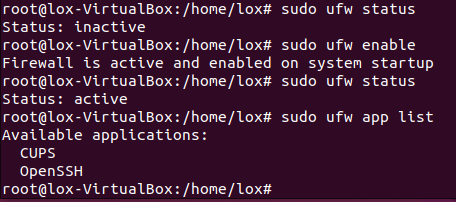 root@lox-VirtualBox:/home/lox# sudo ufw status
Status: inactive
root@lox-VirtualBox:/home/lox# sudo ufw enable
Firewall is active and enabled on system startup
root@lox-VirtualBox:/home/lox# sudo ufw status
Status: active
root@lox-VirtualBox:/home/lox# sudo ufw app list
Available applications:
  CUPS
  OpenSSH
root@lox-VirtualBox:/home/lox#